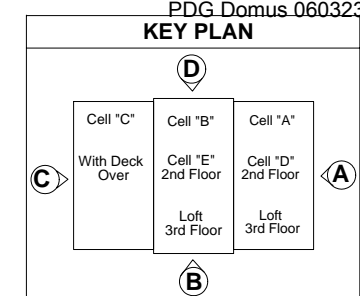 PDG Domus 060323
KEY PLAN
D
Cell "C"
Cell "B"
Cell "A"
With Deck
Over
Cell "E"
2nd Floor
Cell "D"
2nd Floor
C
A
Loft
3rd Floor
Loft
3rd Floor
B